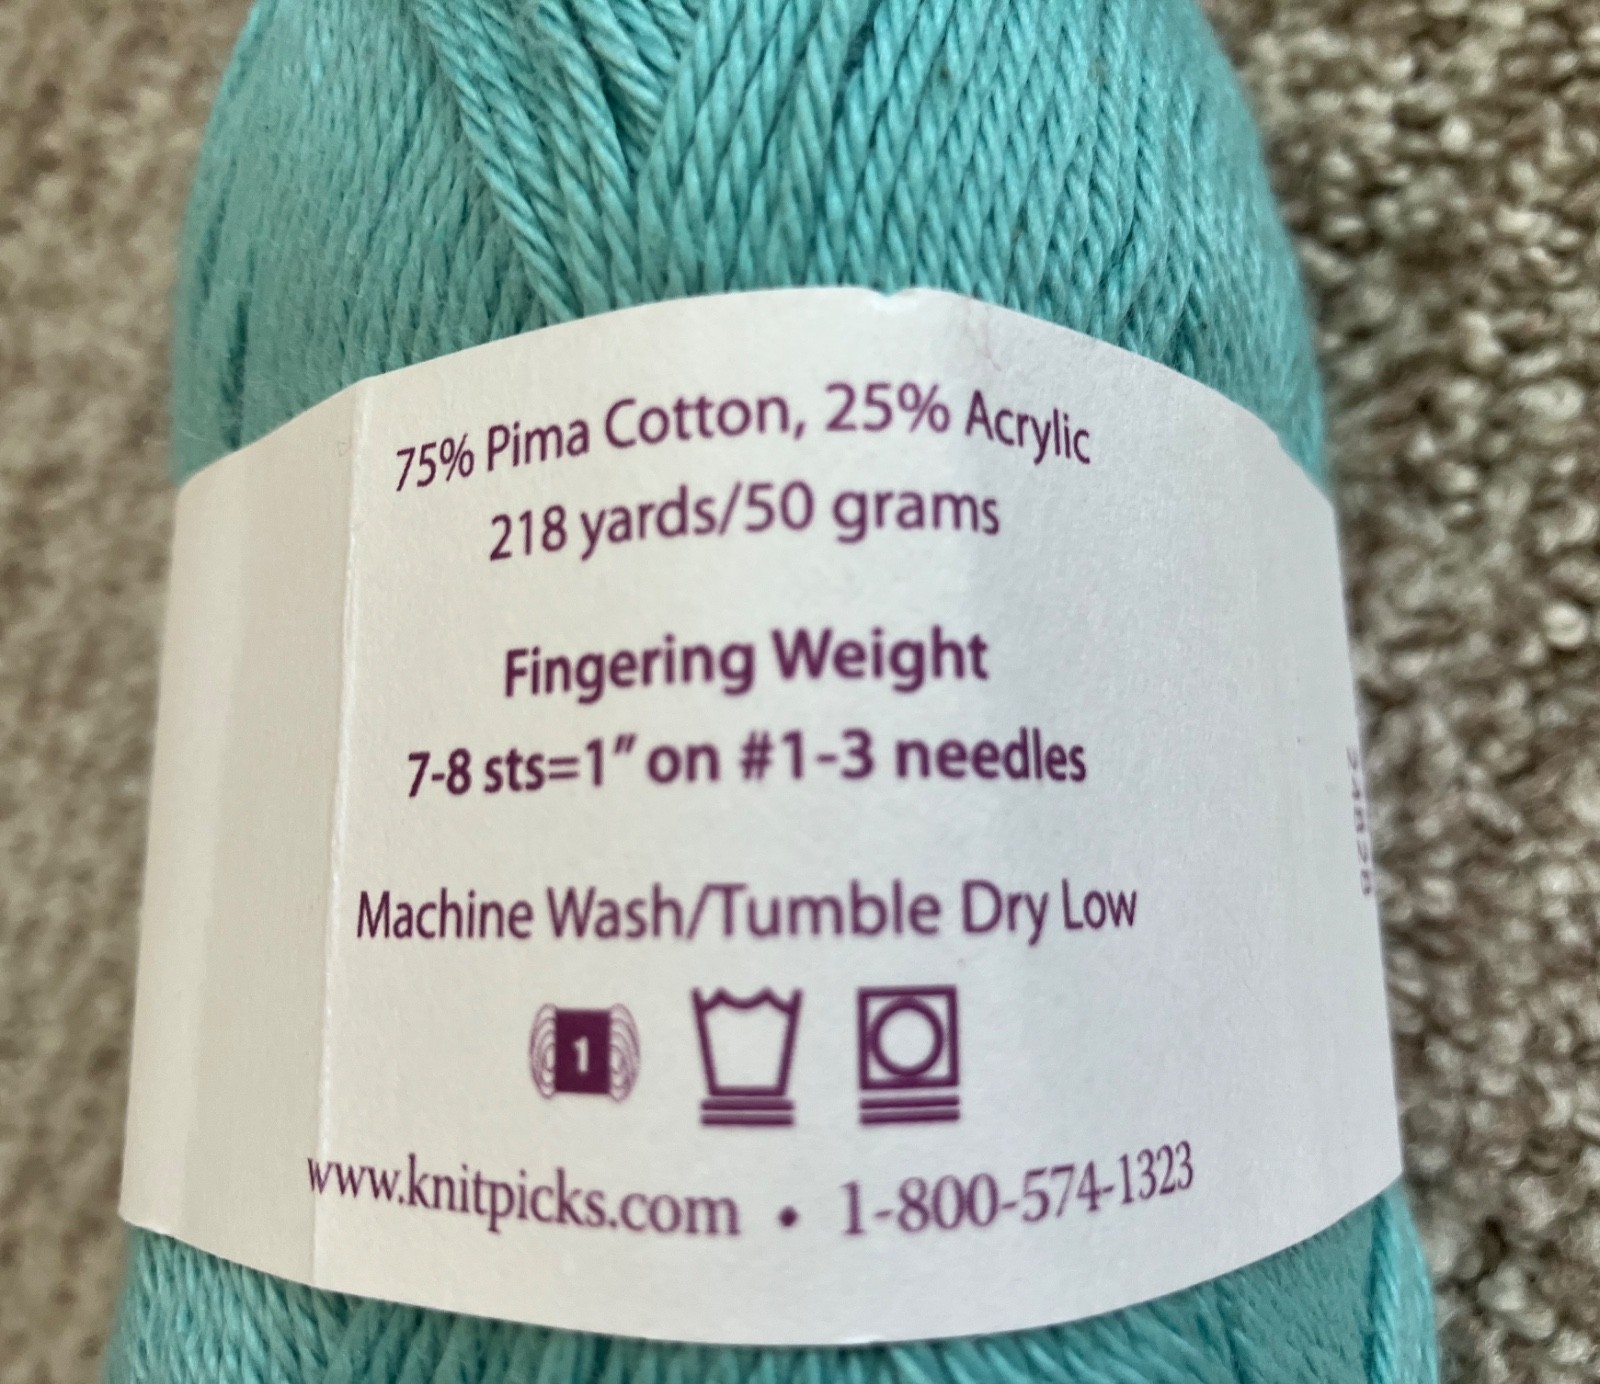 75% Pima Cotton, 25% Acrylic
218 yards/50 grams
Fingering Weight
7-8 sts=1” on #1-3 needles
Machine Wash/Tumble Dry Low
1
www.knitpicks.com • 1-800-574-1323